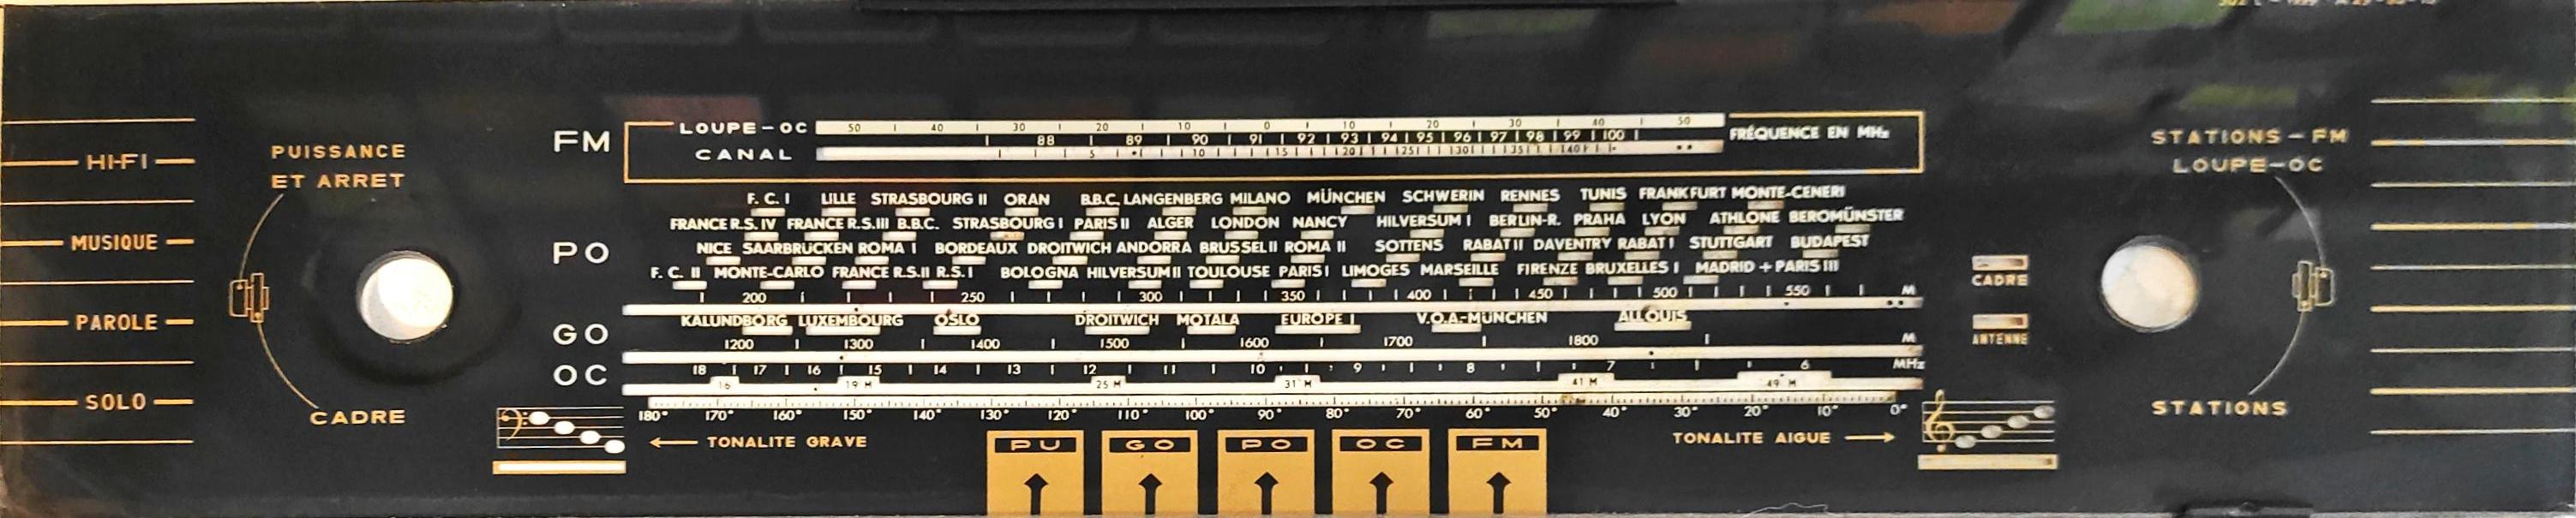 HI-FI
MUSIQUE
PAROLE
SOLO
PUISSANCE
ET ARRET
CADRE
FM
LOUPE-OC 50 40 30 20 10 0 10 20 30 40 50
88 89 90 91 92 93 94 95 96 97 98 99 100 FRÉQUENCE EN MHz
CANAL 5 10 15 20 25 30 35 40
PO
F. C. I LILLE STRASBOURG II ORAN B.B.C. LANGENBERG MILANO MÜNCHEN SCHWERIN RENNES TUNIS FRANKFURT MONTE-CENERI
FRANCE R.S. IV FRANCE R.S.III B.B.C. STRASBOURG I PARIS II ALGER LONDON NANCY HILVERSUM I BERLIN-R. PRAHA LYON ATHLONE BEROMÜNSTER
NICE SAARBRÜCKEN ROMA I BORDEAUX DROITWICH ANDORRA BRUSSEL II ROMA II SOTTENS RABAT II DAVENTRY RABAT I STUTTGART BUDAPEST
F. C. II MONTE-CARLO FRANCE R.S.II R.S. I BOLOGNA HILVERSUM II TOULOUSE PARIS I LIMOGES MARSEILLE FIRENZE BRUXELLES I MADRID + PARIS III
200 250 300 350 400 450 500 550 M
GO
KALUNDBORG LUXEMBOURG OSLO DROITWICH MOTALA EUROPE I V.O.A.-MÜNCHEN ALLOUIS
1200 1300 1400 1500 1600 1700 1800 M
OC
18 17 16 15 14 13 12 11 10 9 8 7 6 MHz
16 19 M 25 M 31 M 41 M 49 M
180° 170° 160° 150° 140° 130° 120° 110° 100° 90° 80° 70° 60° 50° 40° 30° 20° 10° 0°
TONALITE GRAVE
PU GO PO OC FM
TONALITE AIGUE
CADRE
ANTENNE
STATIONS-FM
LOUPE-OC
STATIONS